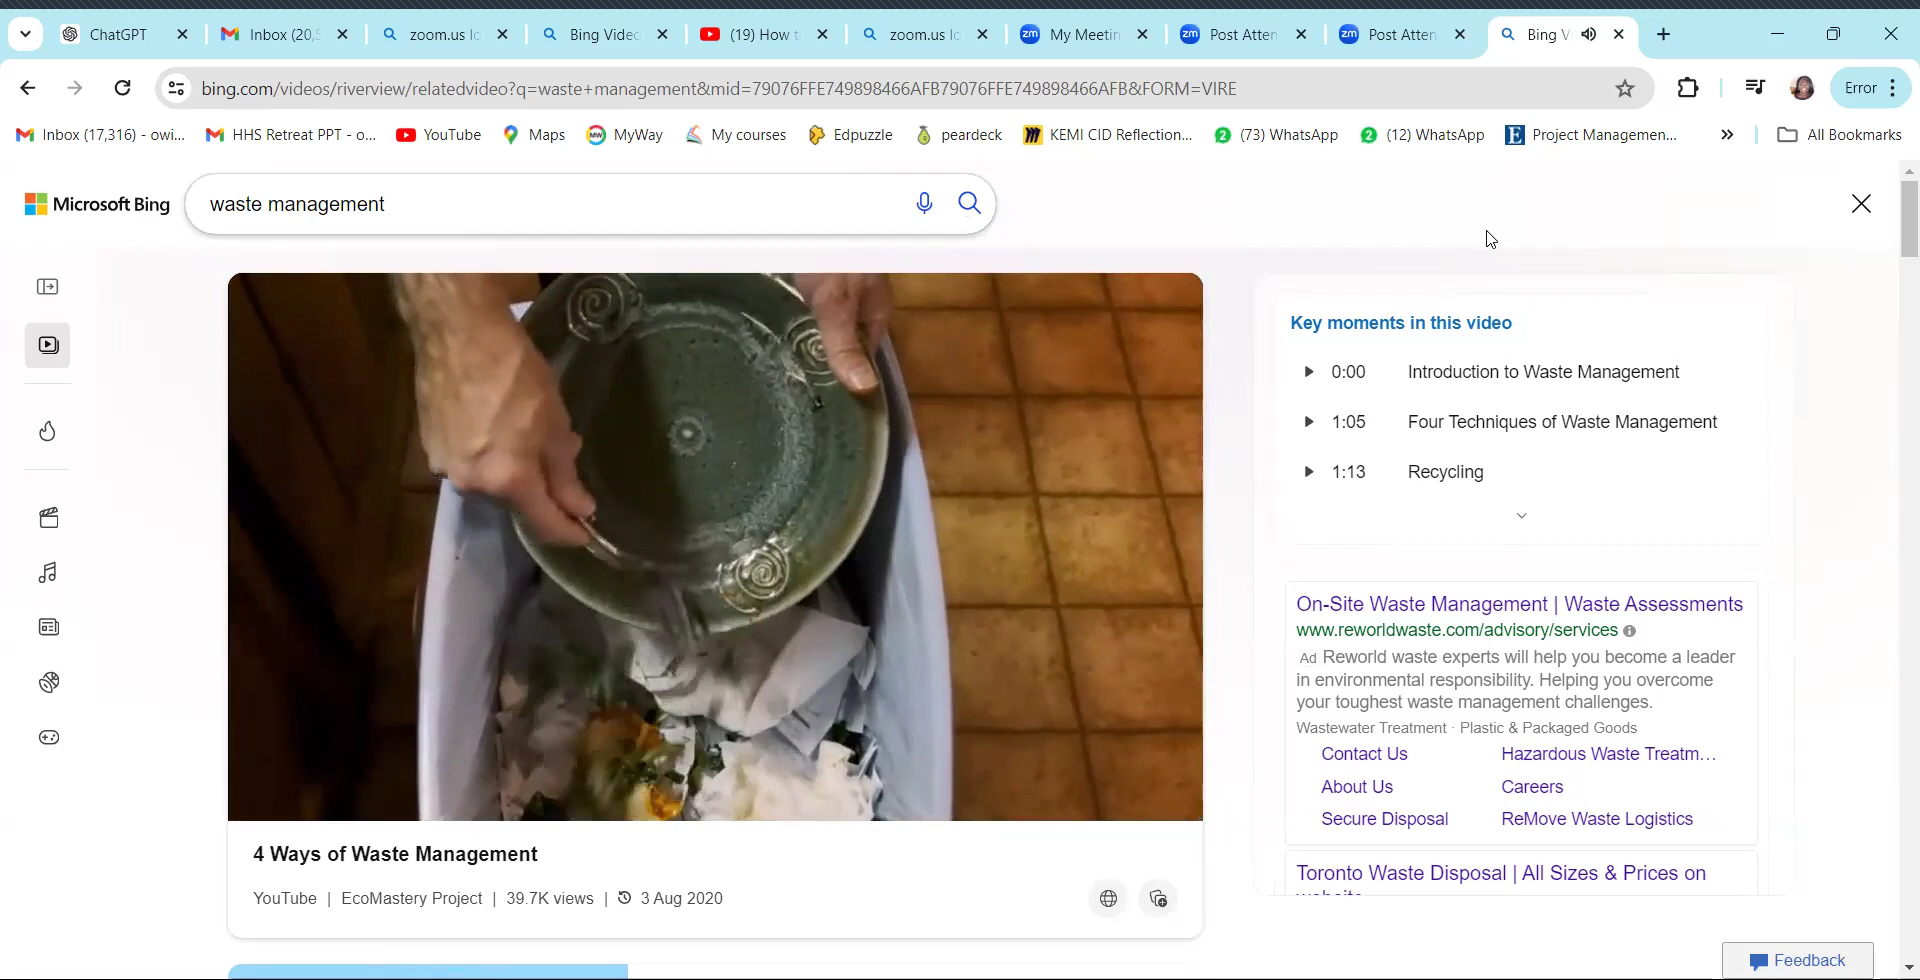 ChatGPT
Inbox (20,5
zoom.us lo
Bing Video
(19) How t
zoom.us lo
My Meetin
Post Atten
Post Atten
Bing V
bing.com/videos/riverview/relatedvideo?q=waste+management&mid=79076FFE749898466AFB79076FFE749898466AFB&FORM=VIRE
Error
Inbox (17,316) - owi...
HHS Retreat PPT - o...
YouTube
Maps
MyWay
My courses
Edpuzzle
peardeck
KEMI CID Reflection...
(73) WhatsApp
(12) WhatsApp
Project Managemen...
All Bookmarks
Microsoft Bing
waste management
Key moments in this video
0:00 Introduction to Waste Management
1:05 Four Techniques of Waste Management
1:13 Recycling
On-Site Waste Management | Waste Assessments
www.reworldwaste.com/advisory/services
Ad Reworld waste experts will help you become a leader
in environmental responsibility. Helping you overcome
your toughest waste management challenges.
Wastewater Treatment · Plastic & Packaged Goods
Contact Us
Hazardous Waste Treatm...
About Us
Careers
Secure Disposal
ReMove Waste Logistics
Toronto Waste Disposal | All Sizes & Prices on
4 Ways of Waste Management
YouTube | EcoMastery Project | 39.7K views | 3 Aug 2020
Feedback